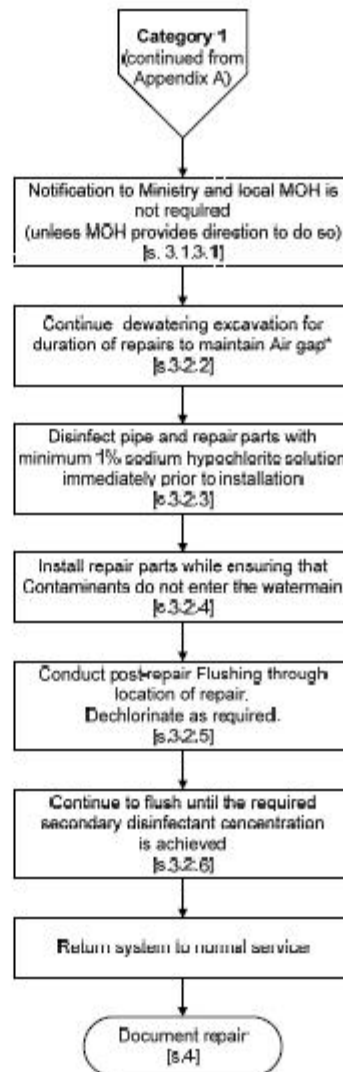 Category 1
(continued from
Appendix A)
Notification to Ministry and local MOH is
not required
(unless MOH provides direction to do so)
[s. 3.1.3.1]
Continue dewatering excavation for
duration of repairs to maintain Air gap*
[s.3.2.2]
Disinfect pipe and repair parts with
minimum 1% sodium hypochlorite solution
immediately prior to installation
[s.3.2.3]
Install repair parts while ensuring that
Contaminants do not enter the watermain
[s.3.2.4]
Conduct post-repair Flushing through
location of repair.
Dechlorinate as required.
[s.3.2.5]
Continue to flush until the required
secondary disinfectant concentration
is achieved
[s.3.2.6]
Return system to normal service
Document repair
[s.4]